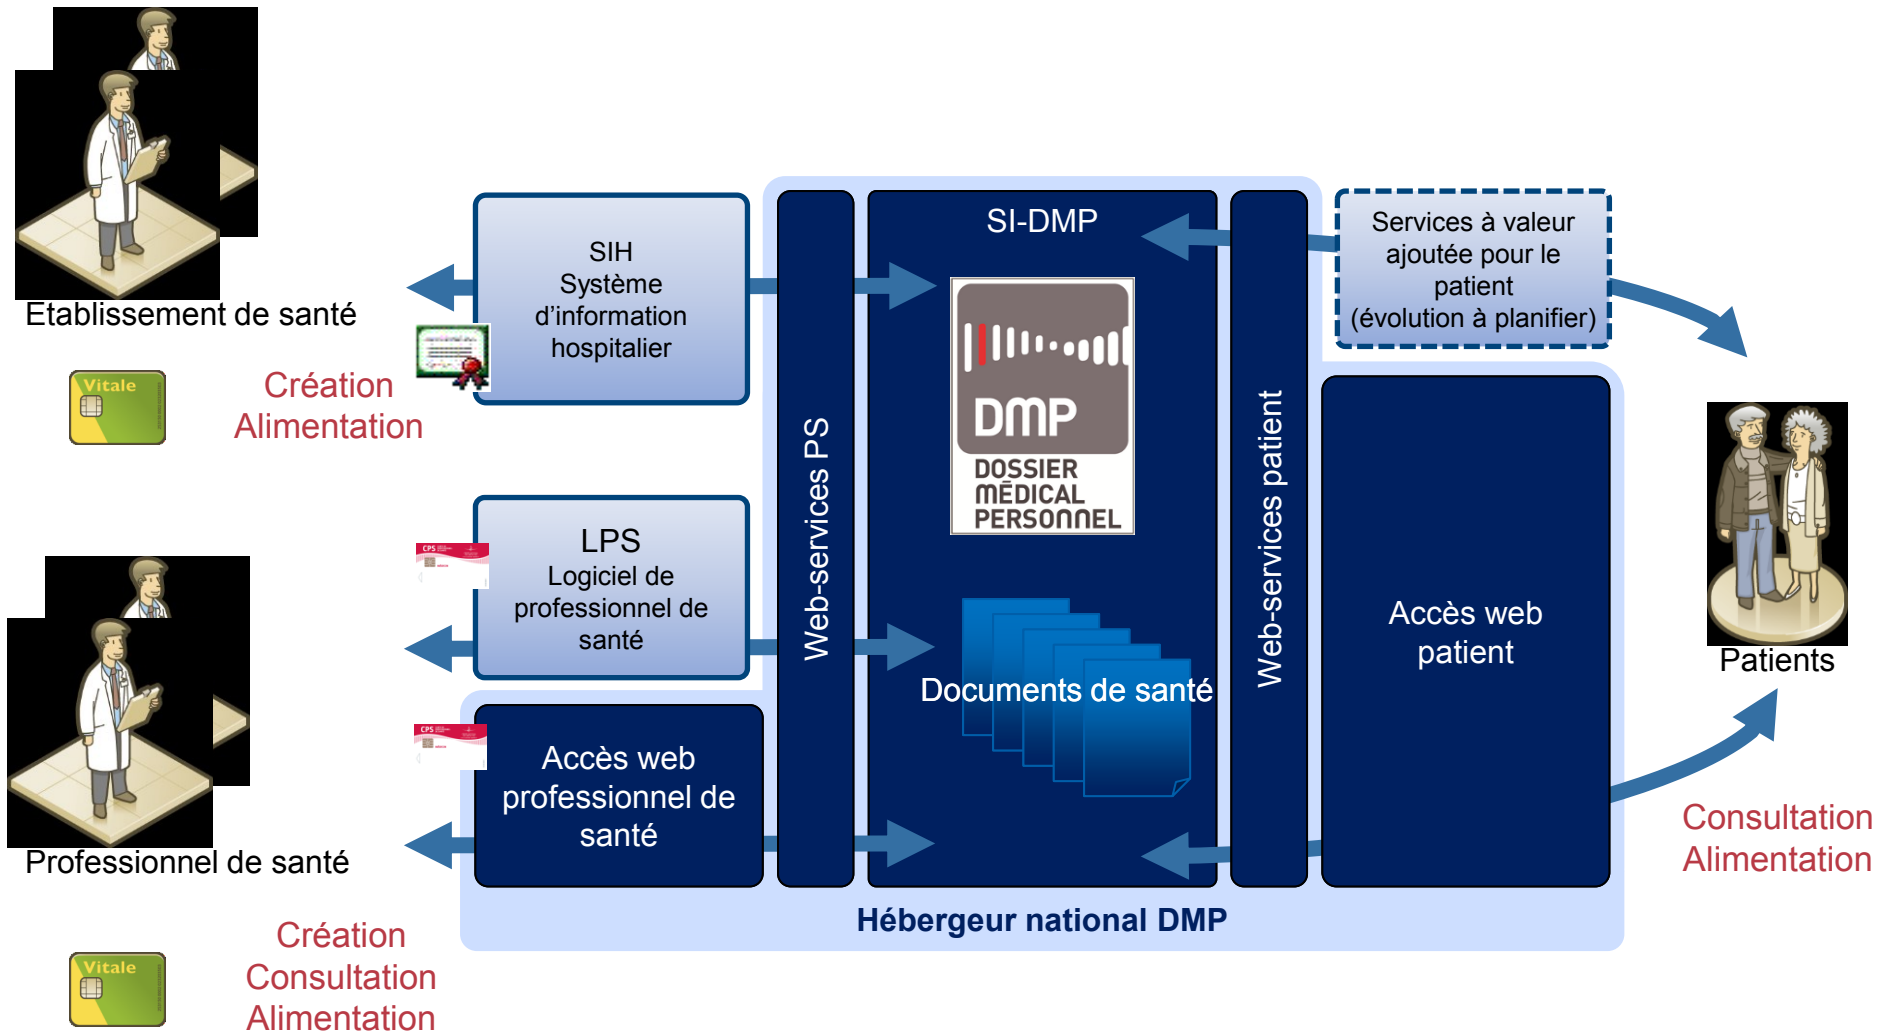 Etablissement de santé
Vitale
Création
Alimentation
SIH
Système
d’information
hospitalier
CPS
LPS
Logiciel de
professionnel de
santé
CPS
Accès web
professionnel de
santé
Professionnel de santé
Vitale
Création
Consultation
Alimentation
Web-services PS
SI-DMP
DMP
DOSSIER
MÉDICAL
PERSONNEL
Documents de santé
Web-services patient
Services à valeur
ajoutée pour le
patient
(évolution à planifier)
Accès web
patient
Patients
Consultation
Alimentation
Hébergeur national DMP